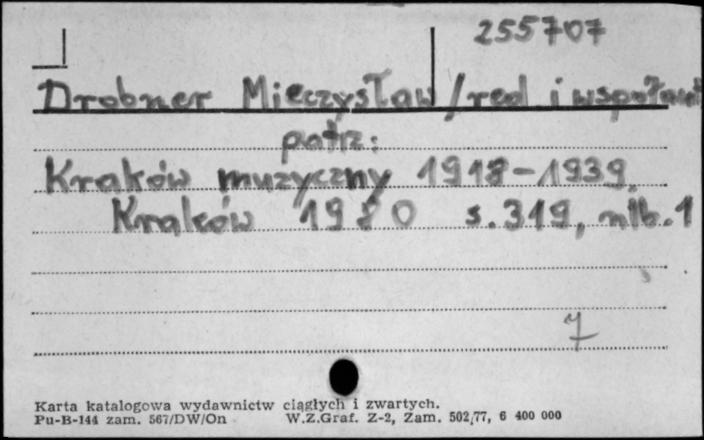 255707
Drobner Mieczysław /red i współaut
patrz:
Kraków muzyczny 1918-1939.
Kraków 1980 s.319, nlb.1
7
Karta katalogowa wydawnictw ciągłych i zwartych.
Pu-B-144 zam. 567/DW/On W.Z.Graf. Z-2, Zam. 502/77, 6 400 000